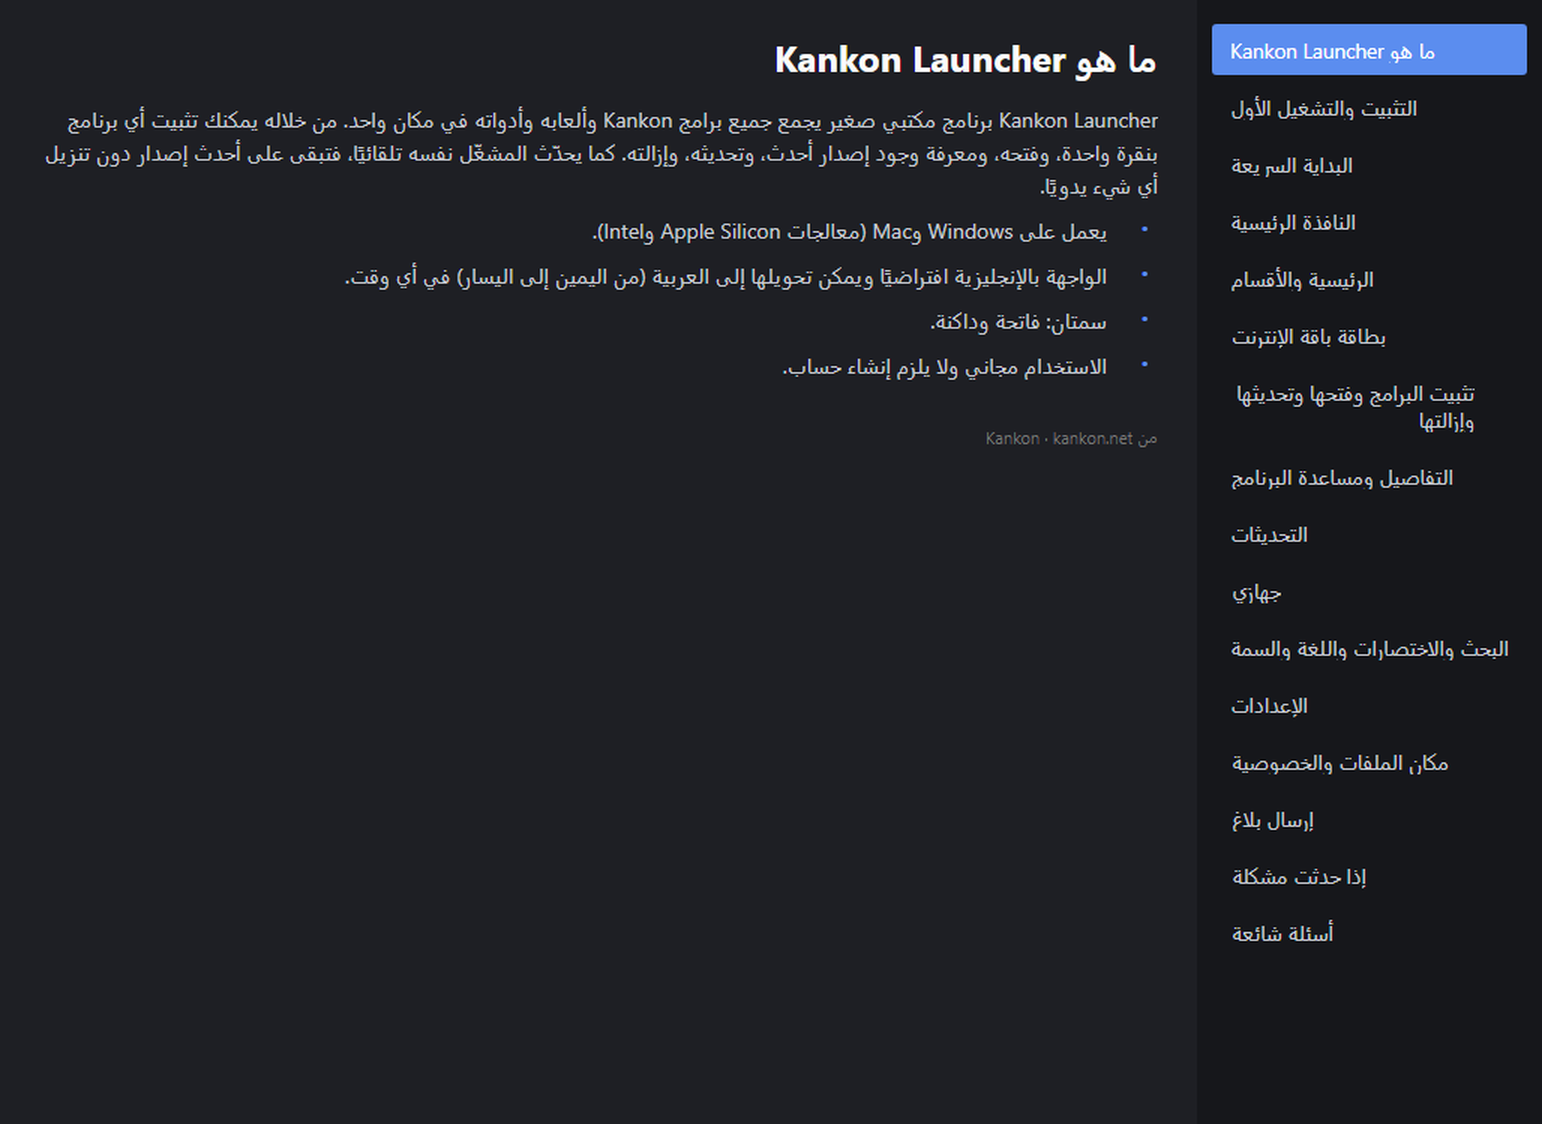 ما هو Kankon Launcher
التثبيت والتشغيل الأول
البداية السريعة
النافذة الرئيسية
الرئيسية والأقسام
بطاقة باقة الإنترنت
تثبيت البرامج وفتحها وتحديثها
وإزالتها
التفاصيل ومساعدة البرنامج
التحديثات
جهازي
البحث والاختصارات واللغة والسمة
الإعدادات
مكان الملفات والخصوصية
إرسال بلاغ
إذا حدثت مشكلة
أسئلة شائعة
ما هو Kankon Launcher
Kankon Launcher برنامج مكتبي صغير يجمع جميع برامج Kankon وألعابه وأدواته في مكان واحد. من خلاله يمكنك تثبيت أي برنامج
بنقرة واحدة، وفتحه، ومعرفة وجود إصدار أحدث، وتحديثه، وإزالته. كما يحدّث المشغّل نفسه تلقائيًا، فتبقى على أحدث إصدار دون تنزيل
أي شيء يدويًا.
• يعمل على Windows وMac (معالجات Apple Silicon وIntel).
• الواجهة بالإنجليزية افتراضيًا ويمكن تحويلها إلى العربية (من اليمين إلى اليسار) في أي وقت.
• سمتان: فاتحة وداكنة.
• الاستخدام مجاني ولا يلزم إنشاء حساب.
من Kankon · kankon.net